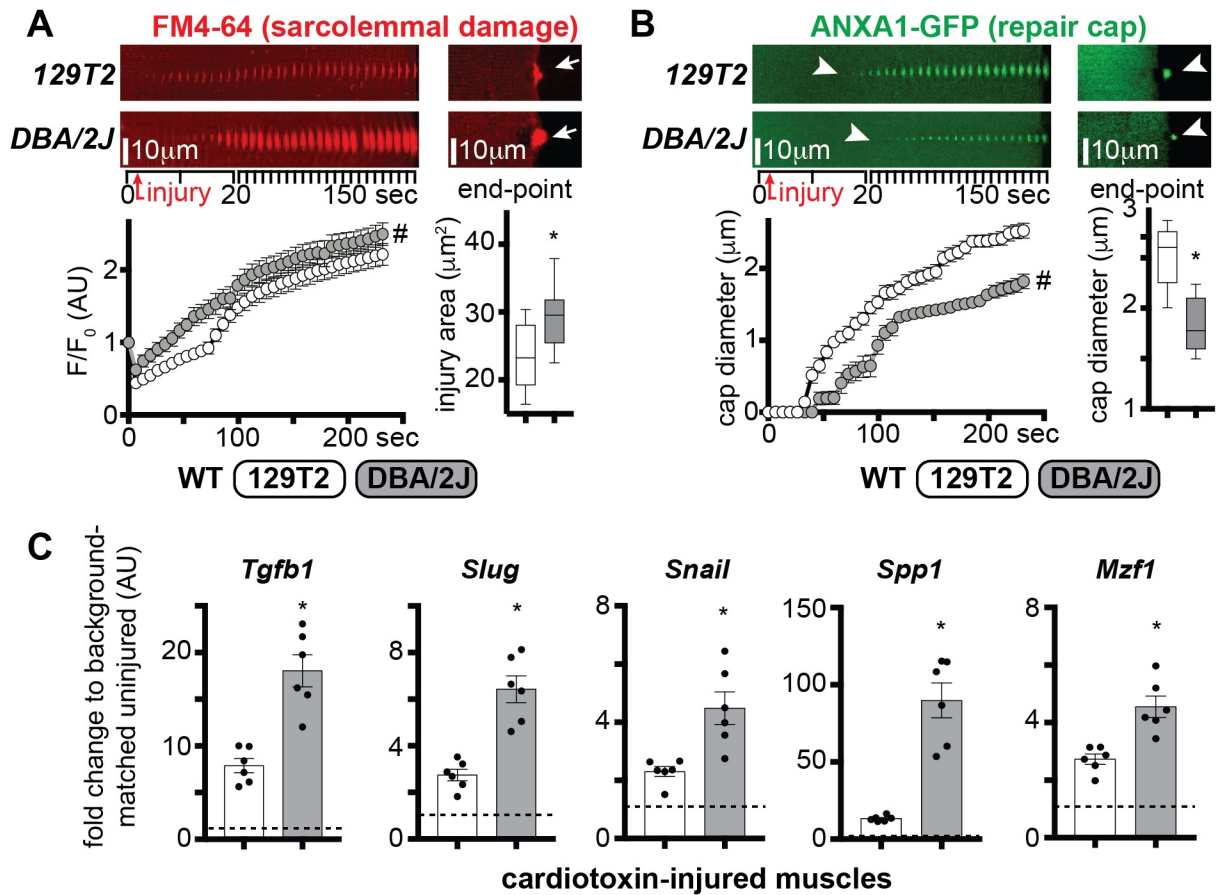 A
FM4-64 (sarcolemmal damage)
129T2
DBA/2J
10μm
10μm
0
injury
20
150 sec
end-point
F/F0 (AU)
2
1
0
0
100
200 sec
injury area (μm2)
40
30
20
*
#
WT 129T2 DBA/2J
B
ANXA1-GFP (repair cap)
129T2
DBA/2J
10μm
10μm
0
injury
20
150 sec
end-point
cap diameter (μm)
2
1
0
0
100
200 sec
#
cap diameter (μm)
3
2
1
*
WT 129T2 DBA/2J
C
fold change to background-
matched uninjured (AU)
Tgfb1
20
10
0
*
Slug
8
4
0
*
Snail
8
4
0
*
Spp1
150
100
50
0
*
Mzf1
8
4
0
*
cardiotoxin-injured muscles